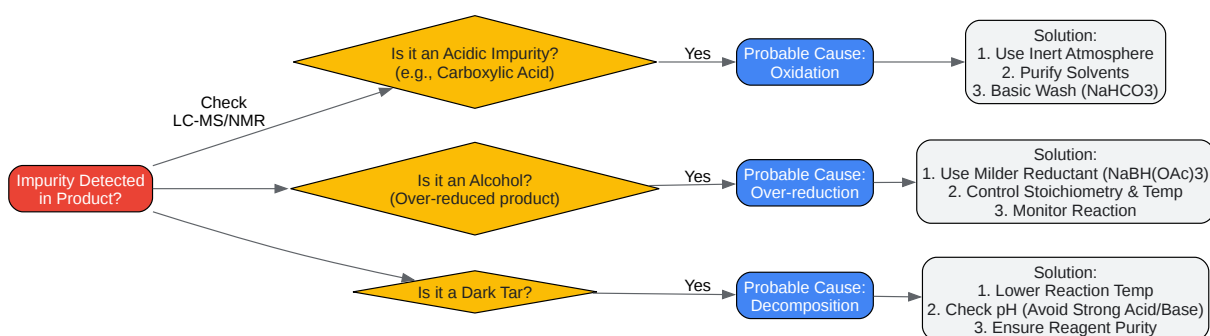 Is it an Acidic Impurity?
(e.g., Carboxylic Acid)
Yes
Probable Cause:
Oxidation
Solution:
1. Use Inert Atmosphere
2. Purify Solvents
3. Basic Wash (NaHCO3)
Check
LC-MS/NMR
Impurity Detected
in Product?
Is it an Alcohol?
(Over-reduced product)
Yes
Probable Cause:
Over-reduction
Solution:
1. Use Milder Reductant (NaBH(OAc)3)
2. Control Stoichiometry & Temp
3. Monitor Reaction
Is it a Dark Tar?
Yes
Probable Cause:
Decomposition
Solution:
1. Lower Reaction Temp
2. Check pH (Avoid Strong Acid/Base)
3. Ensure Reagent Purity